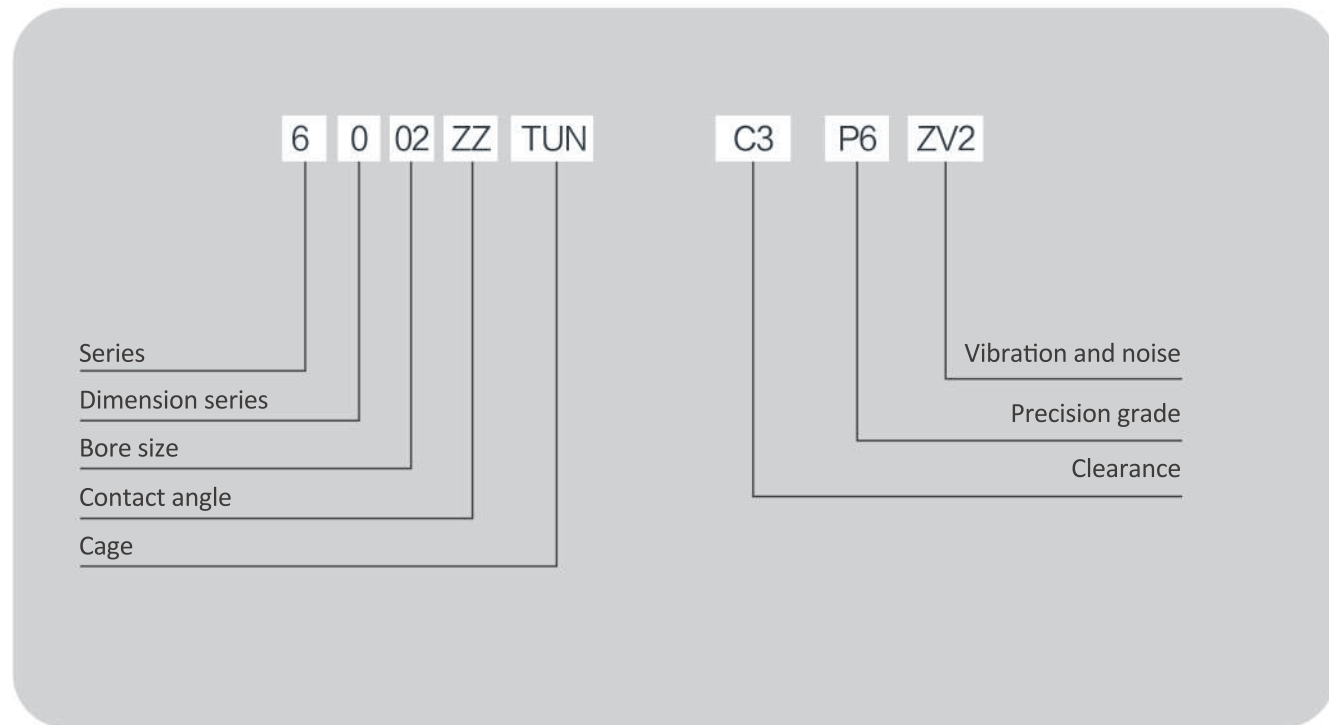 6 0 02 ZZ TUN C3 P6 ZV2
Series
Dimension series
Bore size
Contact angle
Cage
Vibration and noise
Precision grade
Clearance